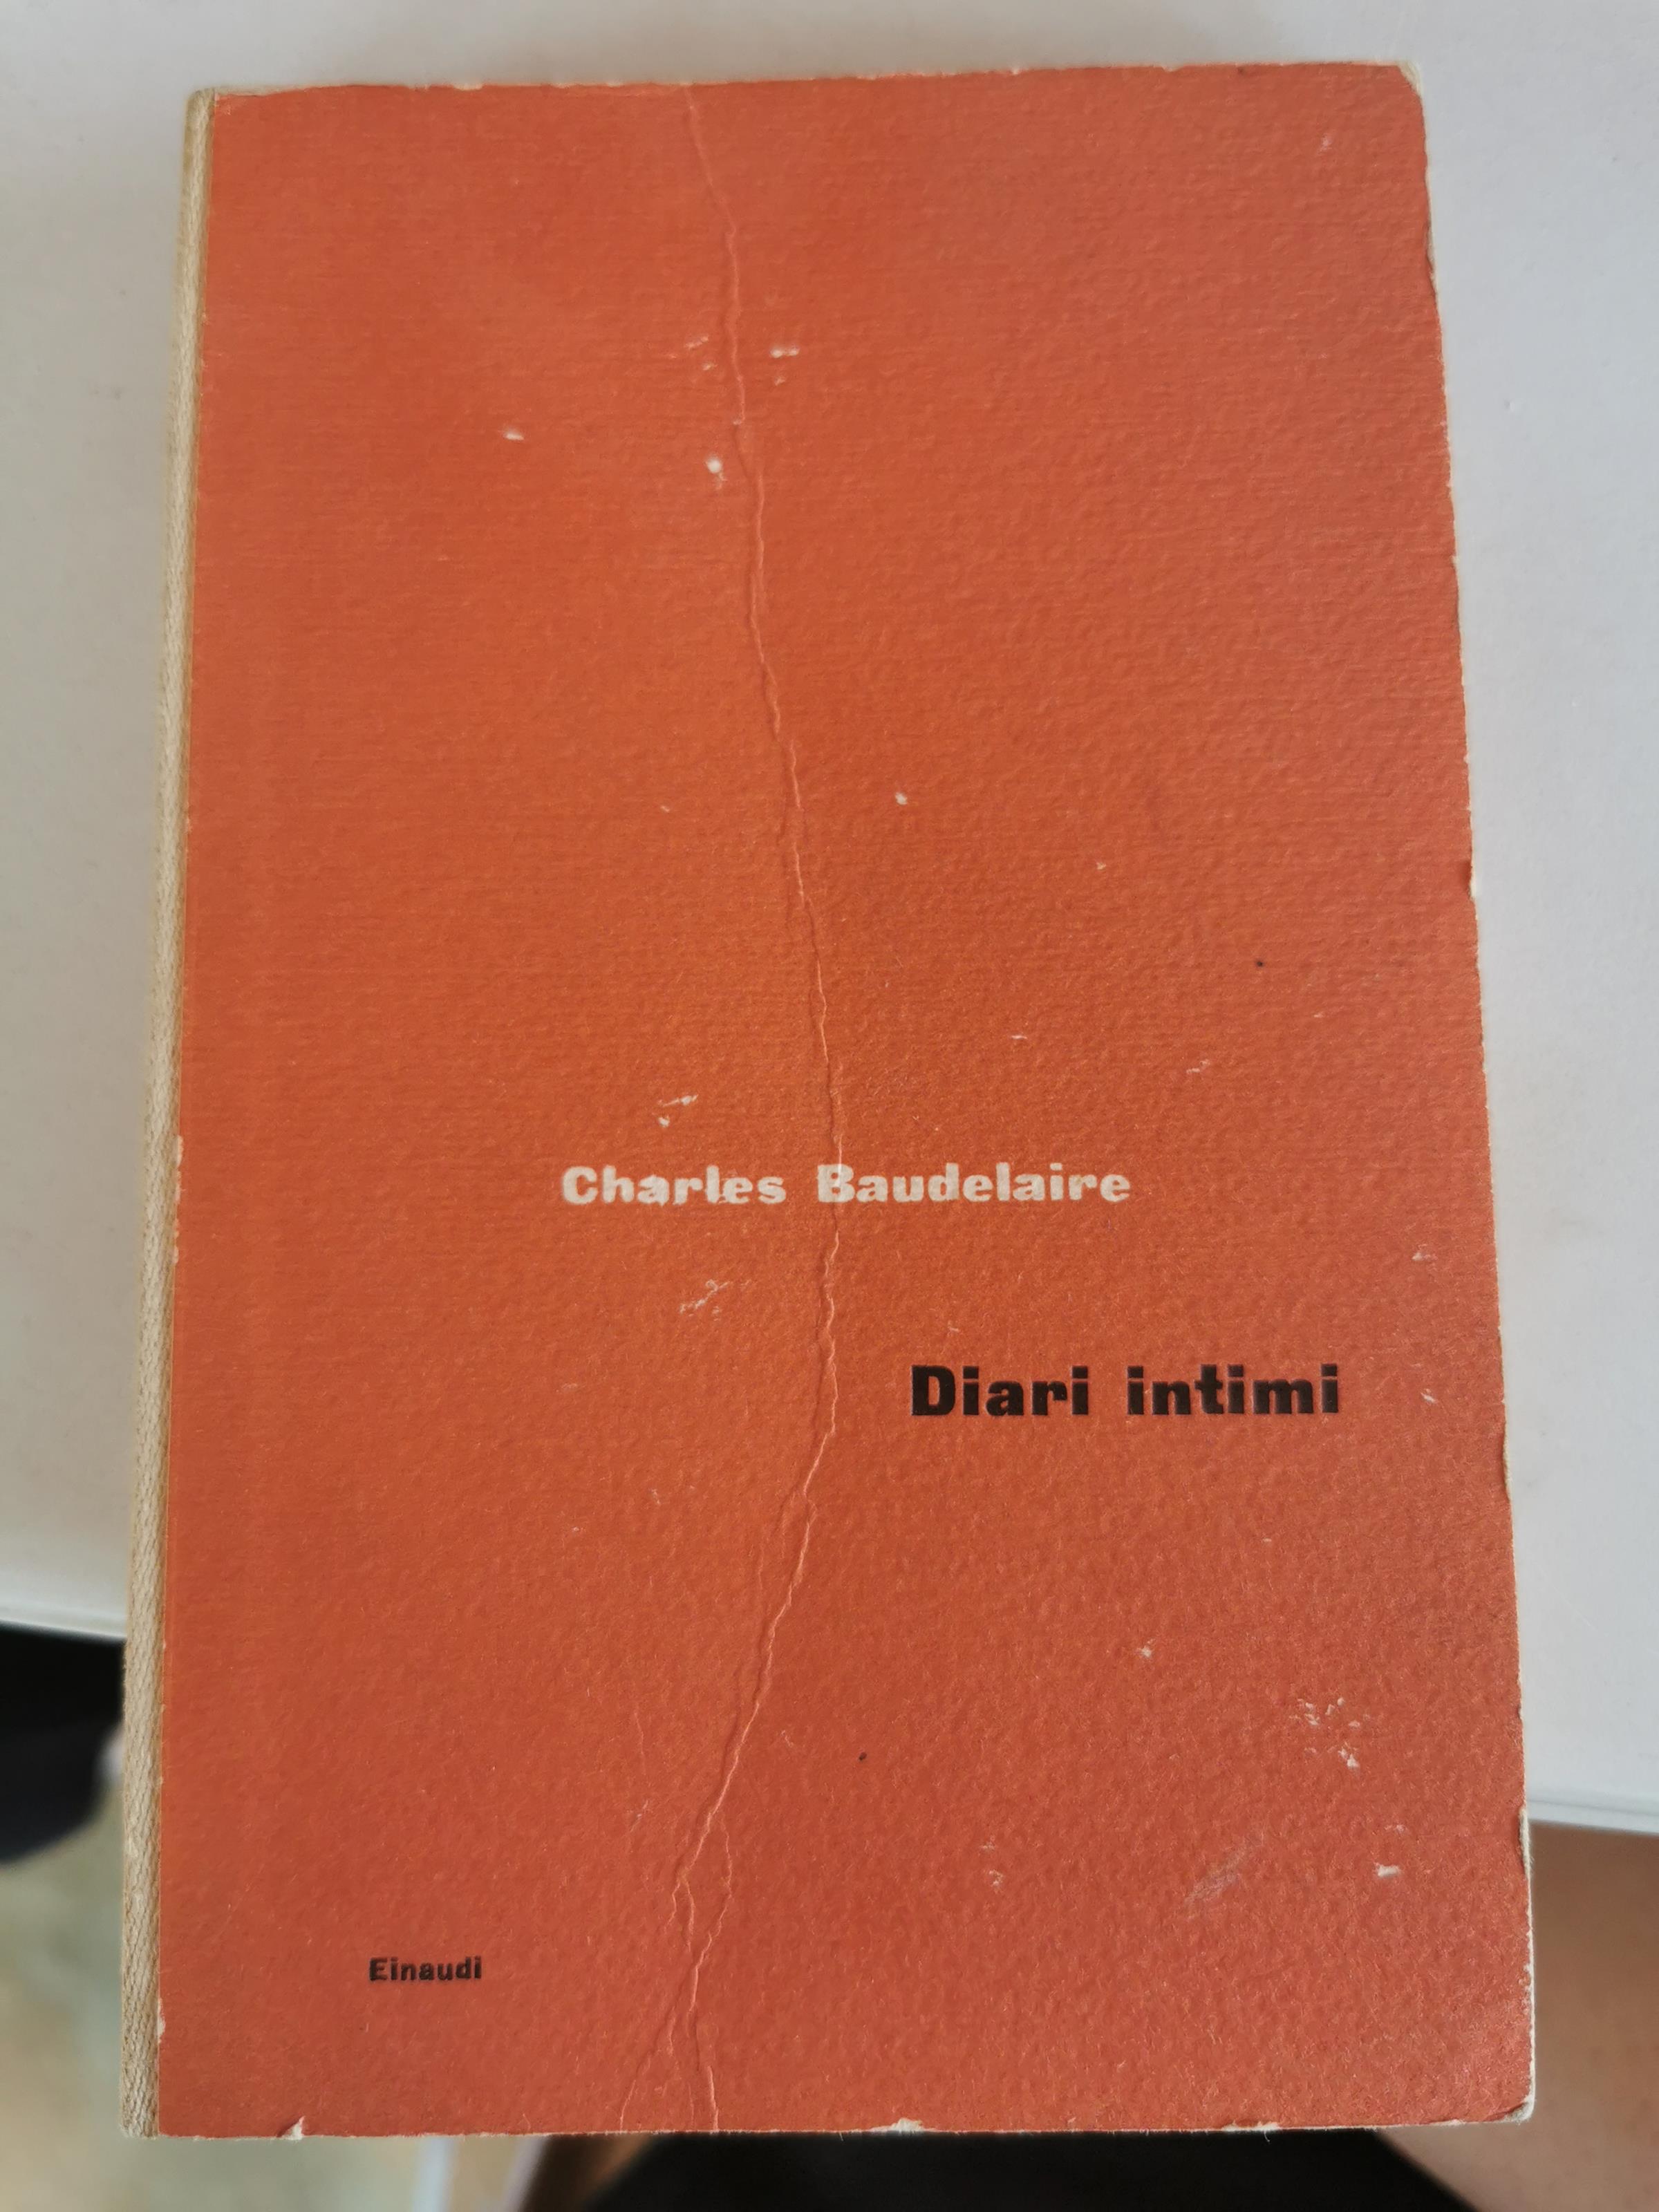 Charles Baudelaire
Diari intimi
Einaudi